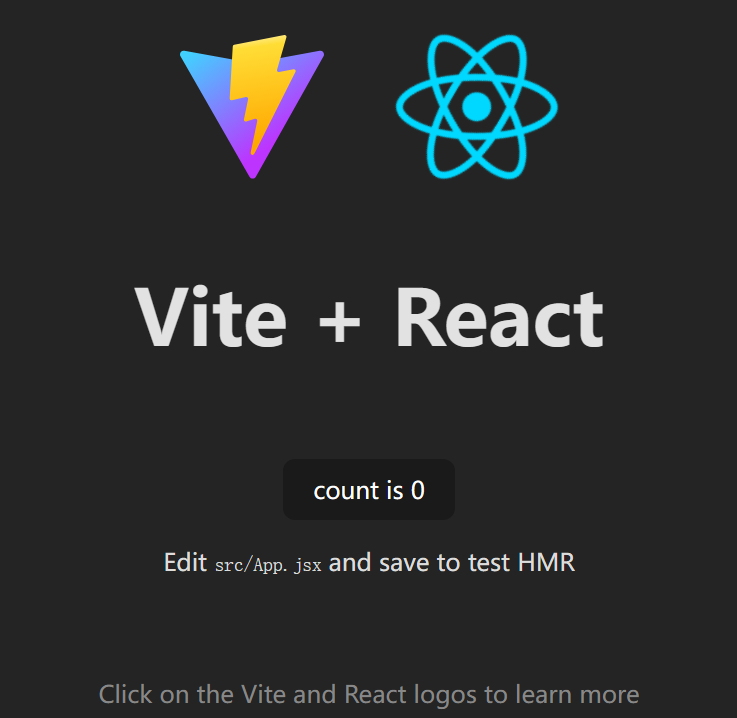 Vite + React
count is 0
Edit src/App.jsx and save to test HMR
Click on the Vite and React logos to learn more